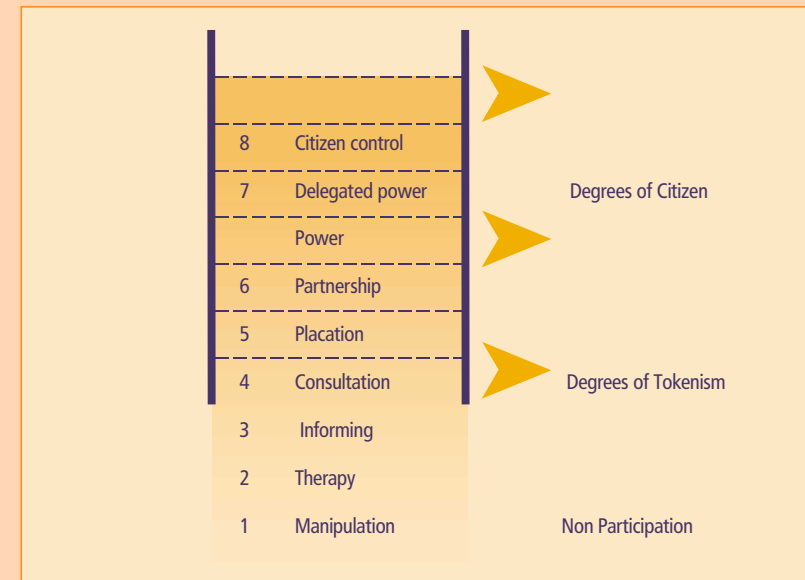 8 Citizen control
7 Delegated power Degrees of Citizen
Power
6 Partnership
5 Placation
4 Consultation Degrees of Tokenism
3 Informing
2 Therapy
1 Manipulation Non Participation